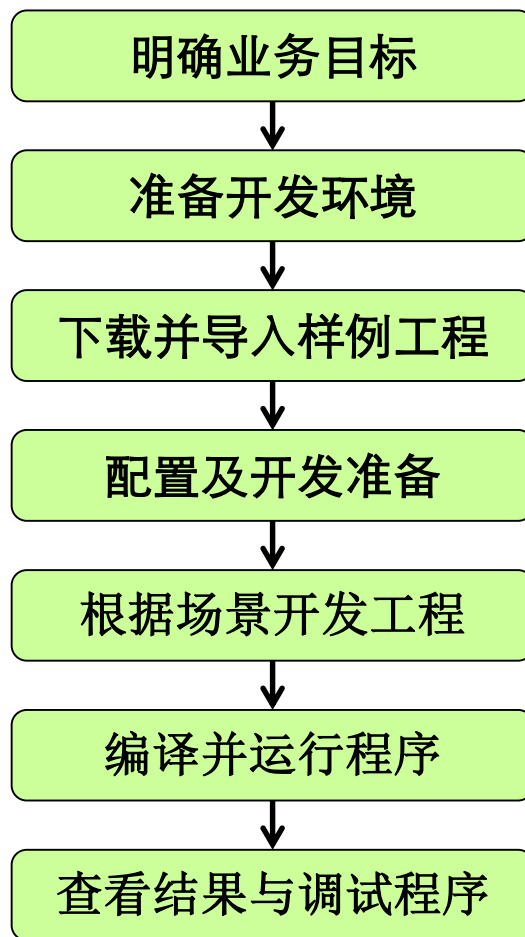 明确业务目标
准备开发环境
下载并导入样例工程
配置及开发准备
根据场景开发工程
编译并运行程序
查看结果与调试程序